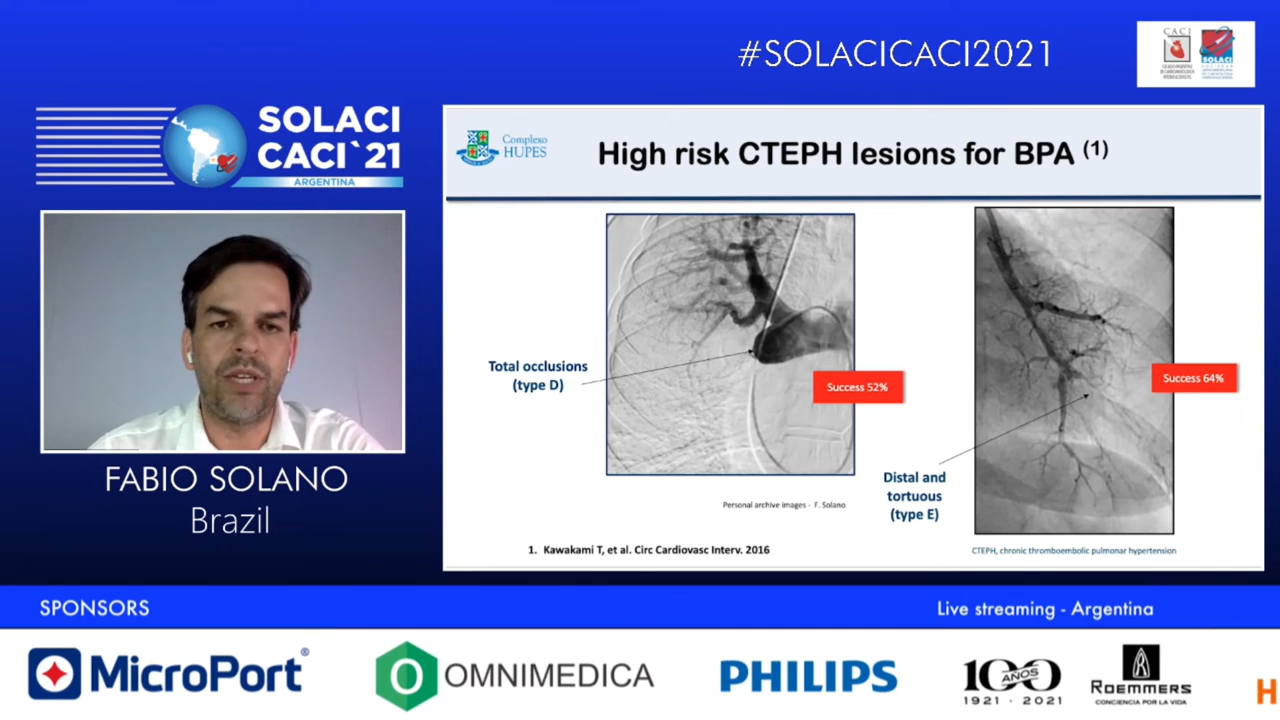 #SOLACICACI2021
CACI
SOLACI
SOLACI
CACI`21
ARGENTINA
Complexo
HUPES
High risk CTEPH lesions for BPA (1)
Total occlusions
(type D)
Success 52%
Success 64%
Distal and
tortuous
(type E)
Personal archive images - F. Solano
1. Kawakami T, et al. Circ Cardiovasc Interv. 2016
CTEPH, chronic thromboembolic pulmonary hypertension
FABIO SOLANO
Brazil
SPONSORS
Live streaming - Argentina
MicroPort®
OMNIMEDICA
PHILIPS
100
AÑOS
1921 - 2021
ROEMMERS
CONCIENCIA POR LA VIDA
H